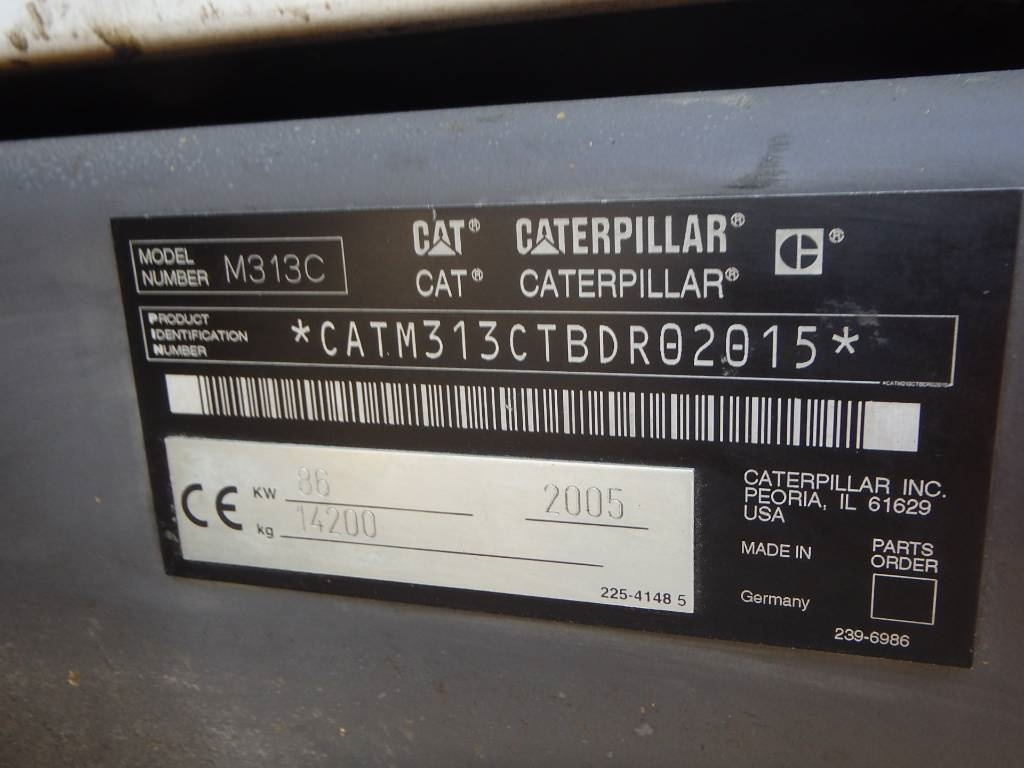 CAT® CATERPILLAR® ®
MODEL
NUMBER M313C
CAT® CATERPILLAR®
PRODUCT
IDENTIFICATION
NUMBER
*CATM313CTBDR02015*
*CATM313CTBDR02015
CE KW 86 2005
kg 14200
225-4148 5
CATERPILLAR INC.
PEORIA, IL 61629
USA
MADE IN
Germany
PARTS
ORDER
239-6986